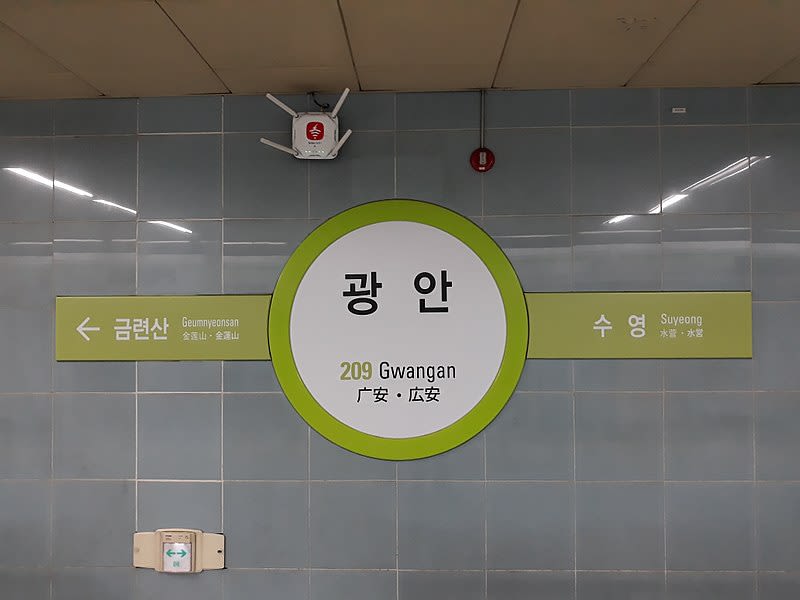 광 안
209 Gwangan
广安・広安
← 금련산
Geumnyeonsan
金莲山・金蓮山
수 영
Suyeong
水营・水営